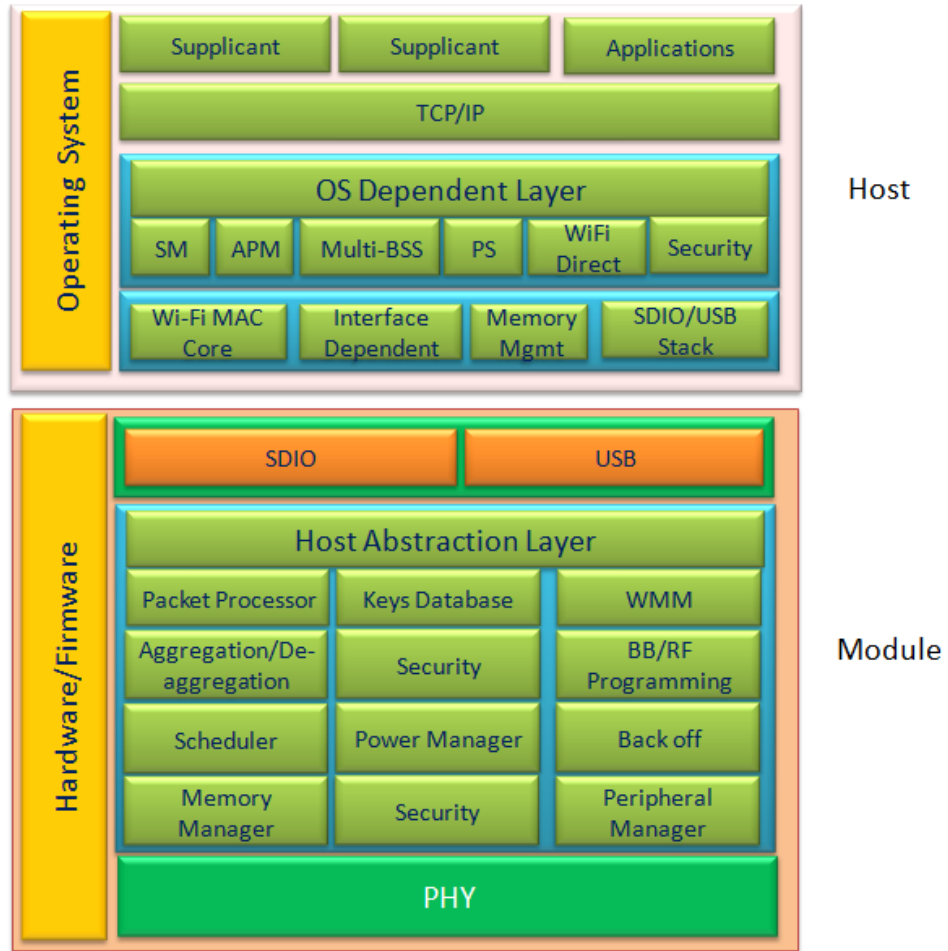 Operating System
Supplicant
Supplicant
Applications
TCP/IP
OS Dependent Layer
SM
APM
Multi-BSS
PS
WiFi
Direct
Security
Wi-Fi MAC
Core
Interface
Dependent
Memory
Mgmt
SDIO/USB
Stack
Host
Hardware/Firmware
SDIO
USB
Host Abstraction Layer
Packet Processor
Keys Database
WMM
Aggregation/De-
aggregation
Security
BB/RF
Programming
Scheduler
Power Manager
Back off
Memory
Manager
Security
Peripheral
Manager
PHY
Module